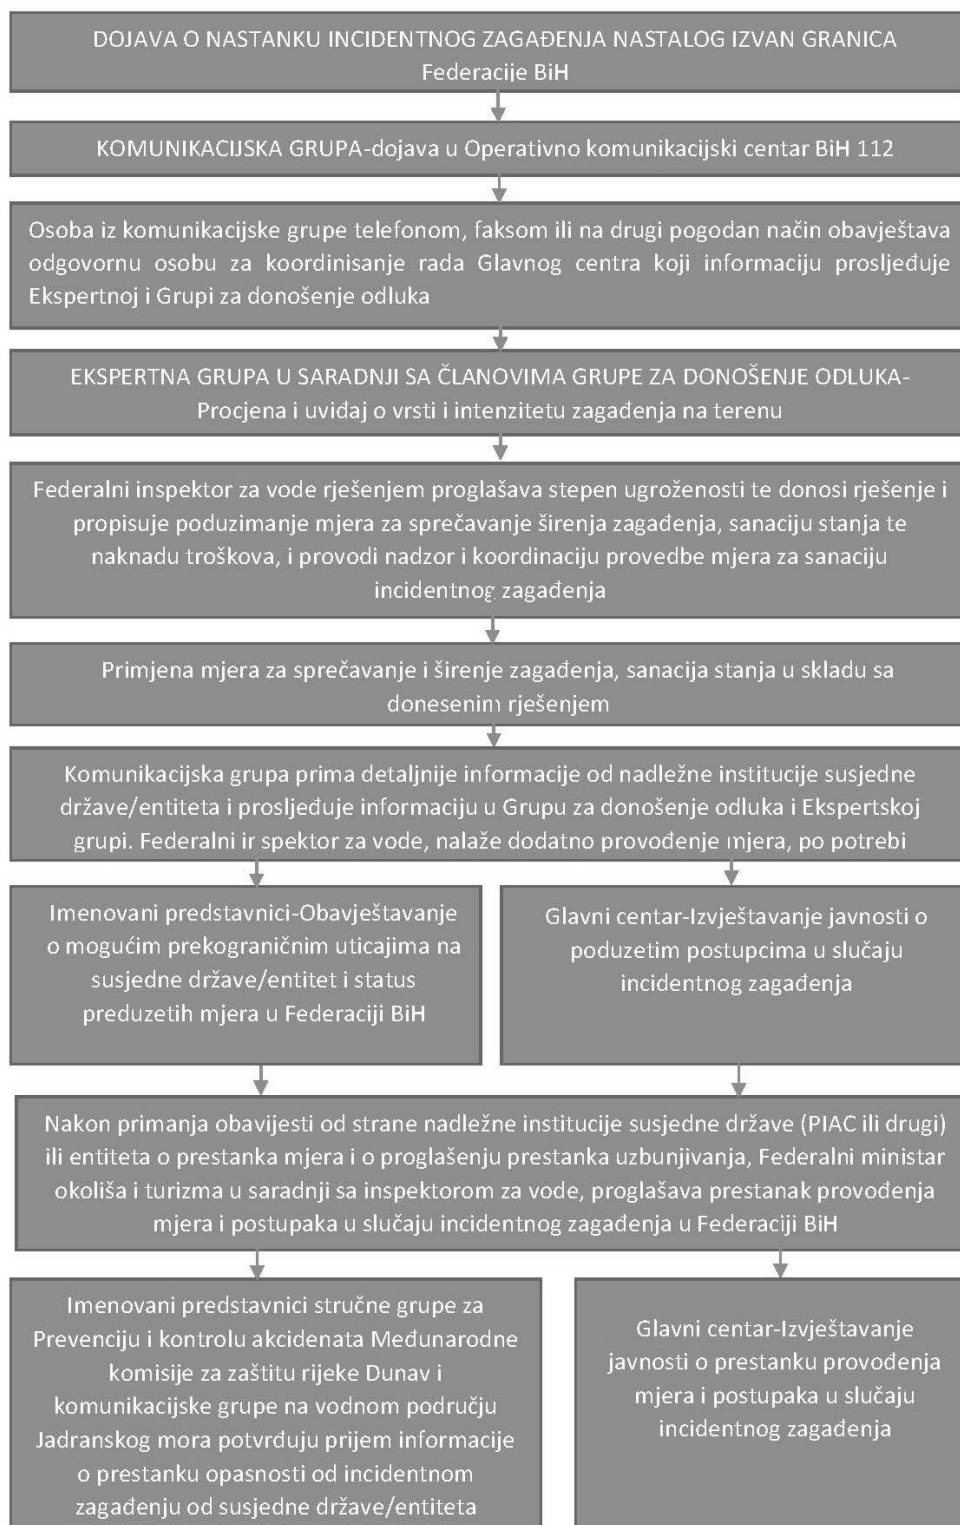 DOJAVA O NASTANKU INCIDENTNOG ZAGAĐENJA NASTALOG IZVAN GRANICA
Federacije BiH
KOMUNIKACIJSKA GRUPA-dojava u Operativno komunikacijski centar BiH 112
Osoba iz komunikacijske grupe telefonom, faksom ili na drugi pogodan način obavještava
odgovornu osobu za koordinisanje rada Glavnog centra koji informaciju prosljeđuje
Ekspertnoj i Grupi za donošenje odluka
EKSPERTNA GRUPA U SARADNJI SA ČLANOVIMA GRUPE ZA DONOŠENJE ODLUKA-
Procjena i uviđaj o vrsti i intenzitetu zagađenja na terenu
Federalni inspektor za vode rješenjem proglašava stepen ugroženosti te donosi rješenje i
propisuje poduzimanje mjera za sprečavanje širenja zagađenja, sanaciju stanja te
naknadu troškova, i provodi nadzor i koordinaciju provedbe mjera za sanaciju
incidentnog zagađenja
Primjena mjera za sprečavanje i širenje zagađenja, sanacija stanja u skladu sa
donesenim rješenjem
Komunikacijska grupa prima detaljnije informacije od nadležne institucije susjedne
države/entiteta i prosljeđuje informaciju u Grupu za donošenje odluka i Ekspertskoj
grupi. Federalni inspektor za vode, nalaže dodatno provođenje mjera, po potrebi
Imenovani predstavnici-Obavještavanje
o mogućim prekograničnim uticajima na
susjedne države/entitet i status
preduzetih mjera u Federaciji BiH
Glavni centar-Izvještavanje javnosti o
poduzetim postupcima u slučaju
incidentnog zagađenja
Nakon primanja obavijesti od strane nadležne institucije susjedne države (PIAC ili drugi)
ili entiteta o prestanka mjera i o proglašenju prestanka uzbunjivanja, Federalni ministar
okoliša i turizma u saradnji sa inspektorom za vode, proglašava prestanak provođenja
mjera i postupaka u slučaju incidentnog zagađenja u Federaciji BiH
Imenovani predstavnici stručne grupe za
Prevenciju i kontrolu akcidenata Međunarodne
komisije za zaštitu rijeke Dunav i
komunikacijske grupe na vodnom području
Jadranskog mora potvrđuju prijem informacije
o prestanku opasnosti od incidentnom
zagađenju od susjedne države/entiteta
Glavni centar-Izvještavanje
javnosti o prestanku provođenja
mjera i postupaka u slučaju
incidentnog zagađenja